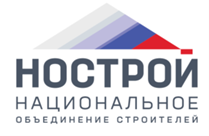 НОСТРОЙ
НАЦИОНАЛЬНОЕ
ОБЪЕДИНЕНИЕ СТРОИТЕЛЕЙ